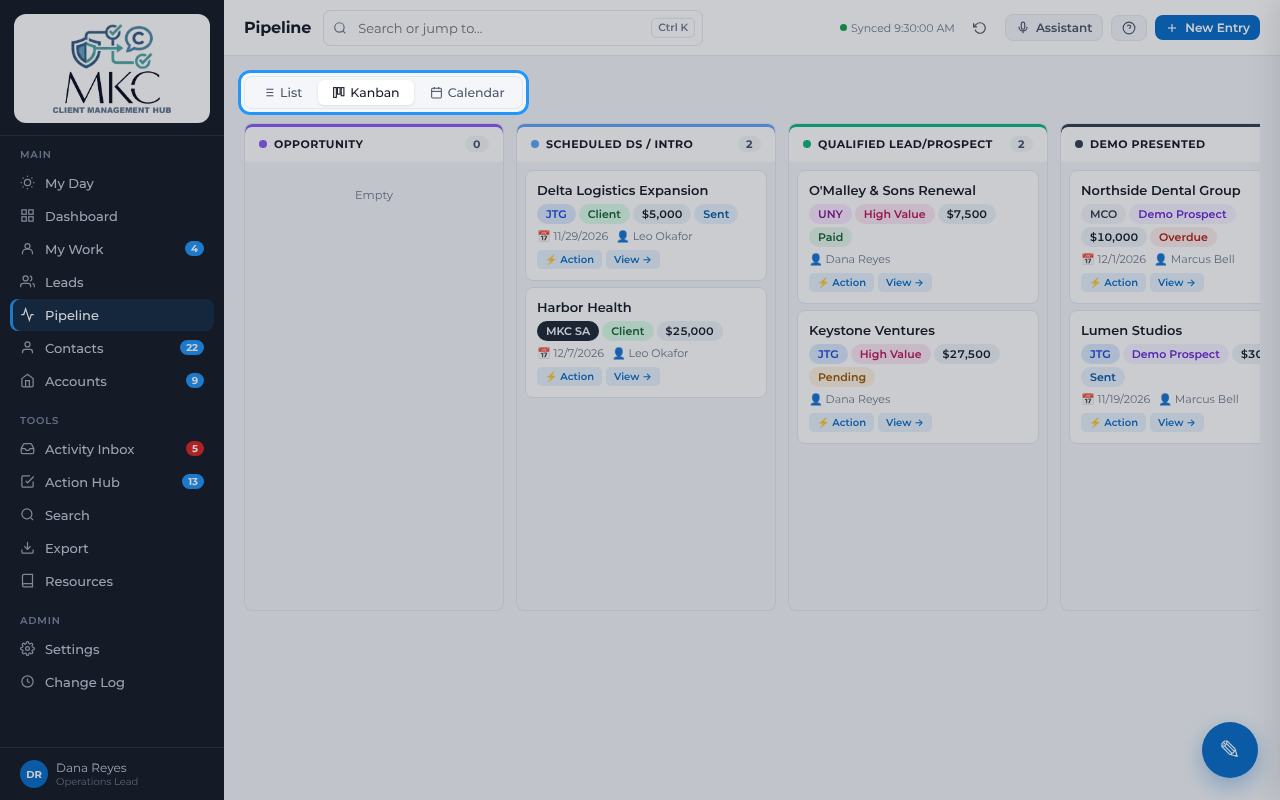 MKC
CLIENT MANAGEMENT HUB
MAIN
My Day
Dashboard
My Work 4
Leads
Pipeline
Contacts 22
Accounts 9
TOOLS
Activity Inbox 5
Action Hub 13
Search
Export
Resources
ADMIN
Settings
Change Log
DR
Dana Reyes
Operations Lead
Pipeline
Search or jump to...
Ctrl K
Synced 9:30:00 AM
Assistant
New Entry
List
Kanban
Calendar
OPPORTUNITY 0
Empty
SCHEDULED DS / INTRO 2
Delta Logistics Expansion
JTG Client $5,000 Sent
11/29/2026 Leo Okafor
Action View →
Harbor Health
MKC SA Client $25,000
12/7/2026 Leo Okafor
Action View →
QUALIFIED LEAD/PROSPECT 2
O'Malley & Sons Renewal
UNY High Value $7,500
Paid
Dana Reyes
Action View →
Keystone Ventures
JTG High Value $27,500
Pending
Dana Reyes
Action View →
DEMO PRESENTED
Northside Dental Group
MCO Demo Prospect
$10,000 Overdue
12/1/2026 Marcus Bell
Action View →
Lumen Studios
JTG Demo Prospect
Sent
11/19/2026 Marcus Bell
Action View →